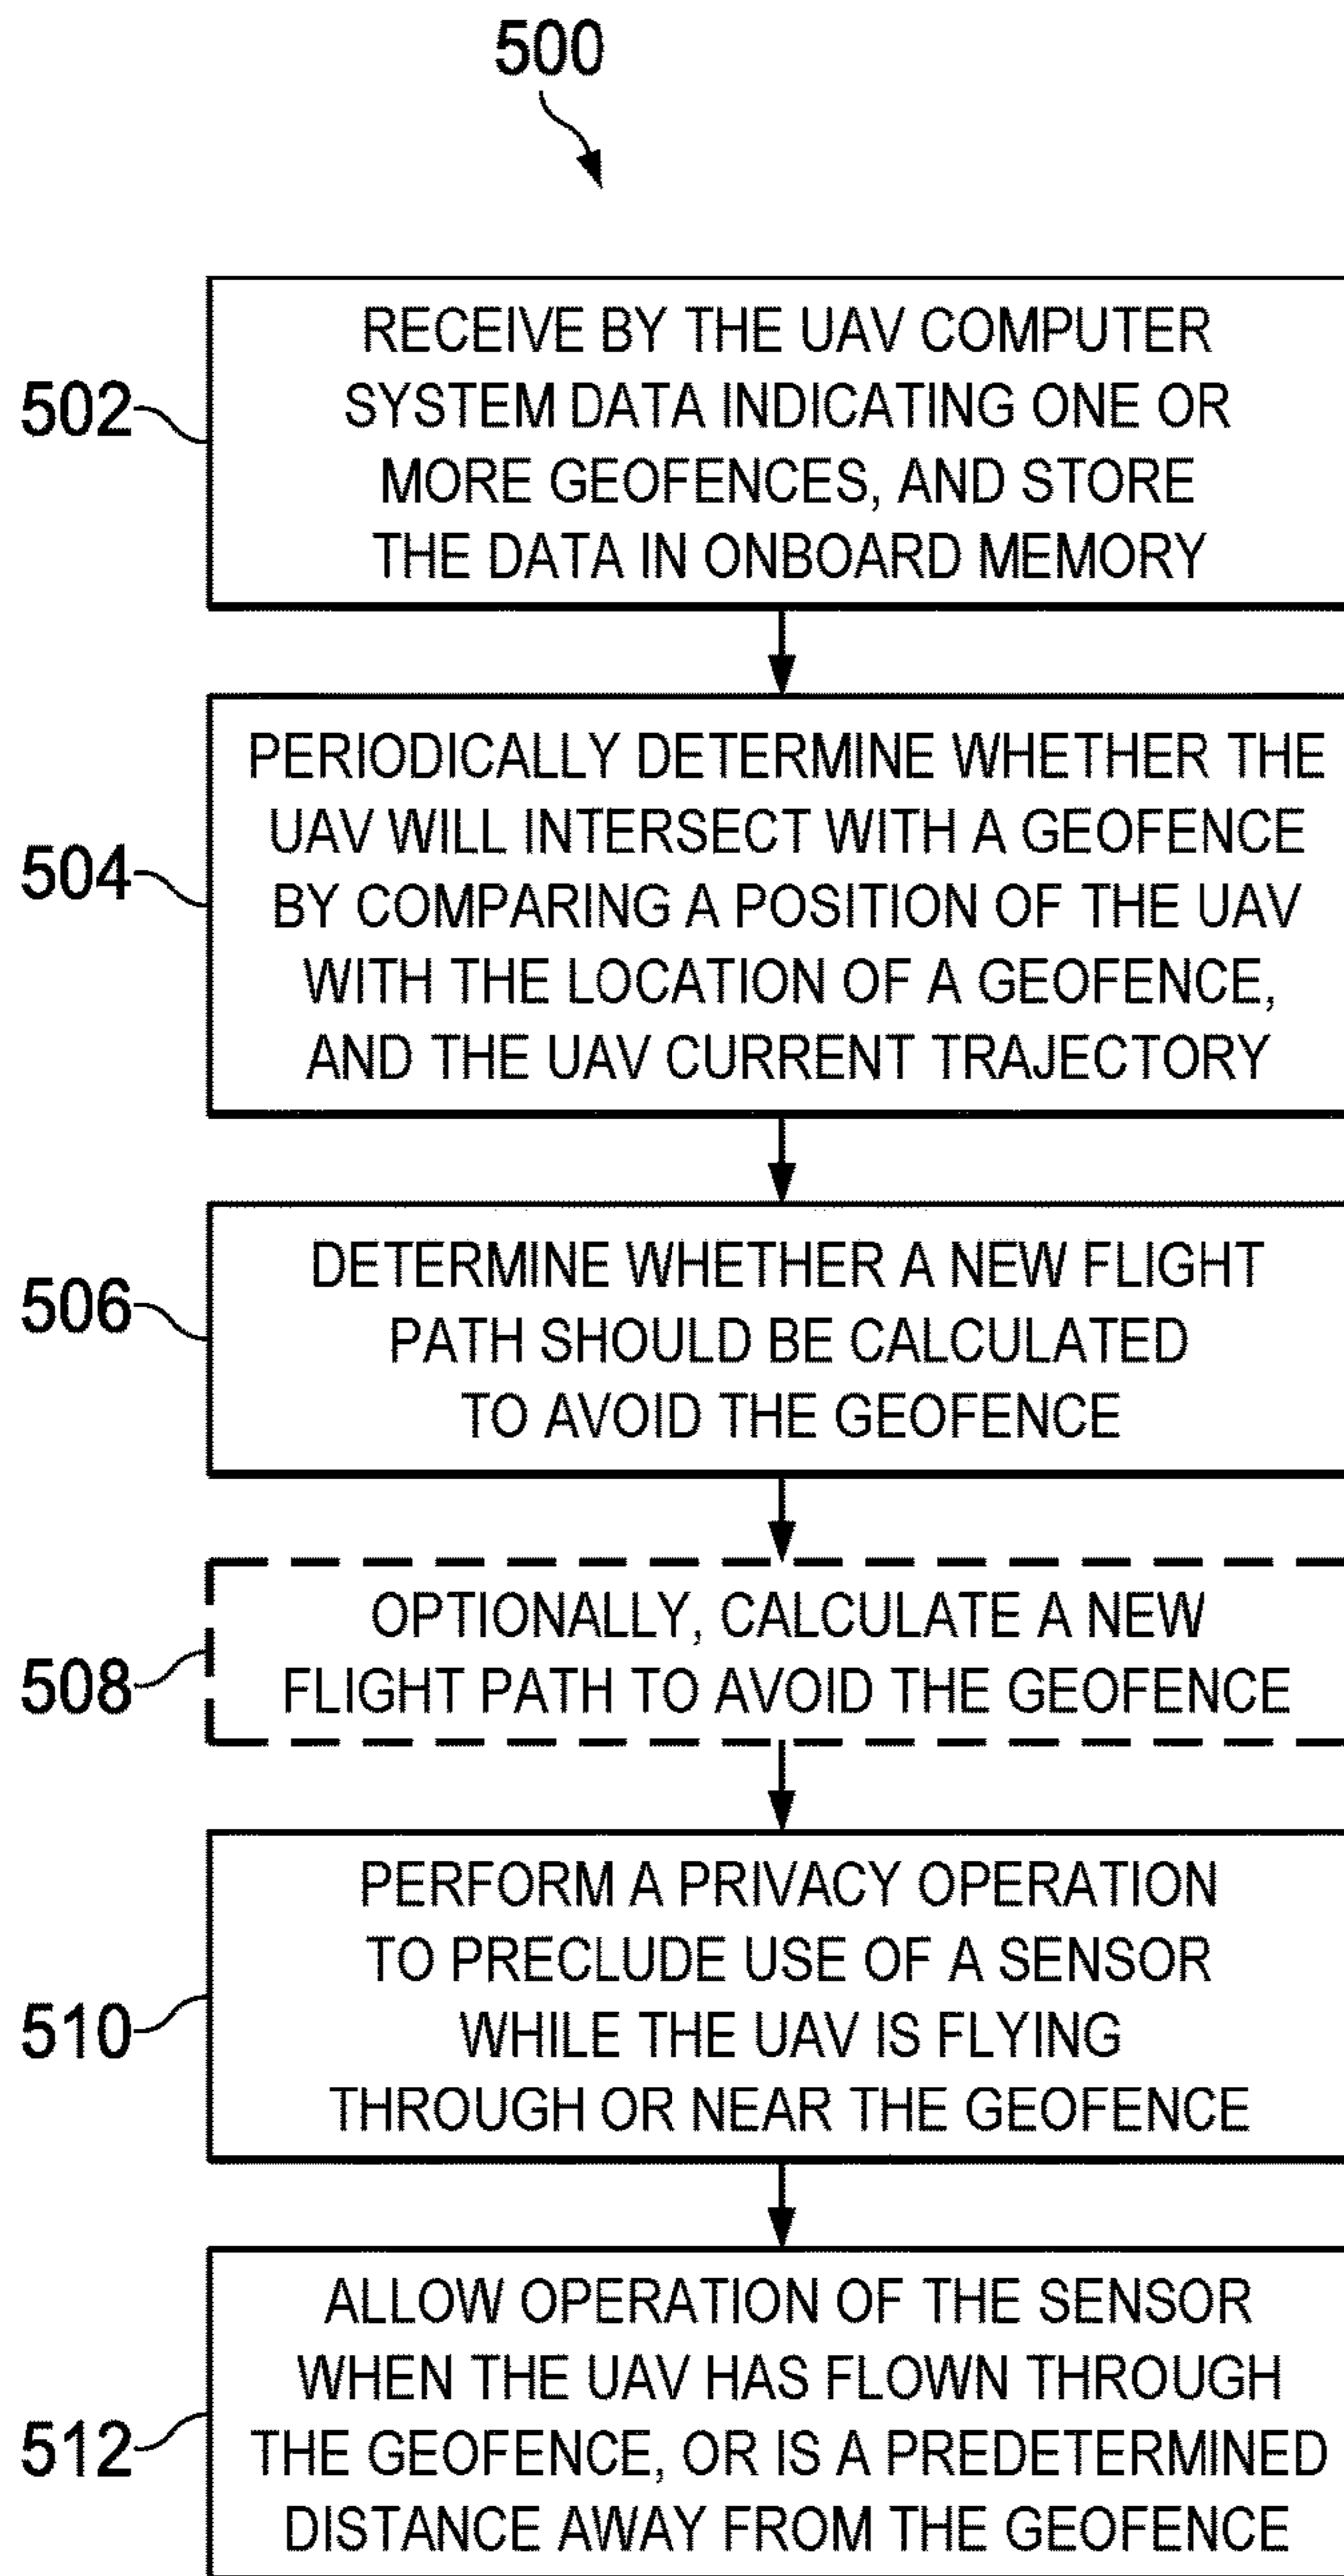 500
502
RECEIVE BY THE UAV COMPUTER
SYSTEM DATA INDICATING ONE OR
MORE GEOFENCES, AND STORE
THE DATA IN ONBOARD MEMORY
504
PERIODICALLY DETERMINE WHETHER THE
UAV WILL INTERSECT WITH A GEOFENCE
BY COMPARING A POSITION OF THE UAV
WITH THE LOCATION OF A GEOFENCE,
AND THE UAV CURRENT TRAJECTORY
506
DETERMINE WHETHER A NEW FLIGHT
PATH SHOULD BE CALCULATED
TO AVOID THE GEOFENCE
508
OPTIONALLY, CALCULATE A NEW
FLIGHT PATH TO AVOID THE GEOFENCE
510
PERFORM A PRIVACY OPERATION
TO PRECLUDE USE OF A SENSOR
WHILE THE UAV IS FLYING
THROUGH OR NEAR THE GEOFENCE
512
ALLOW OPERATION OF THE SENSOR
WHEN THE UAV HAS FLOWN THROUGH
THE GEOFENCE, OR IS A PREDETERMINED
DISTANCE AWAY FROM THE GEOFENCE